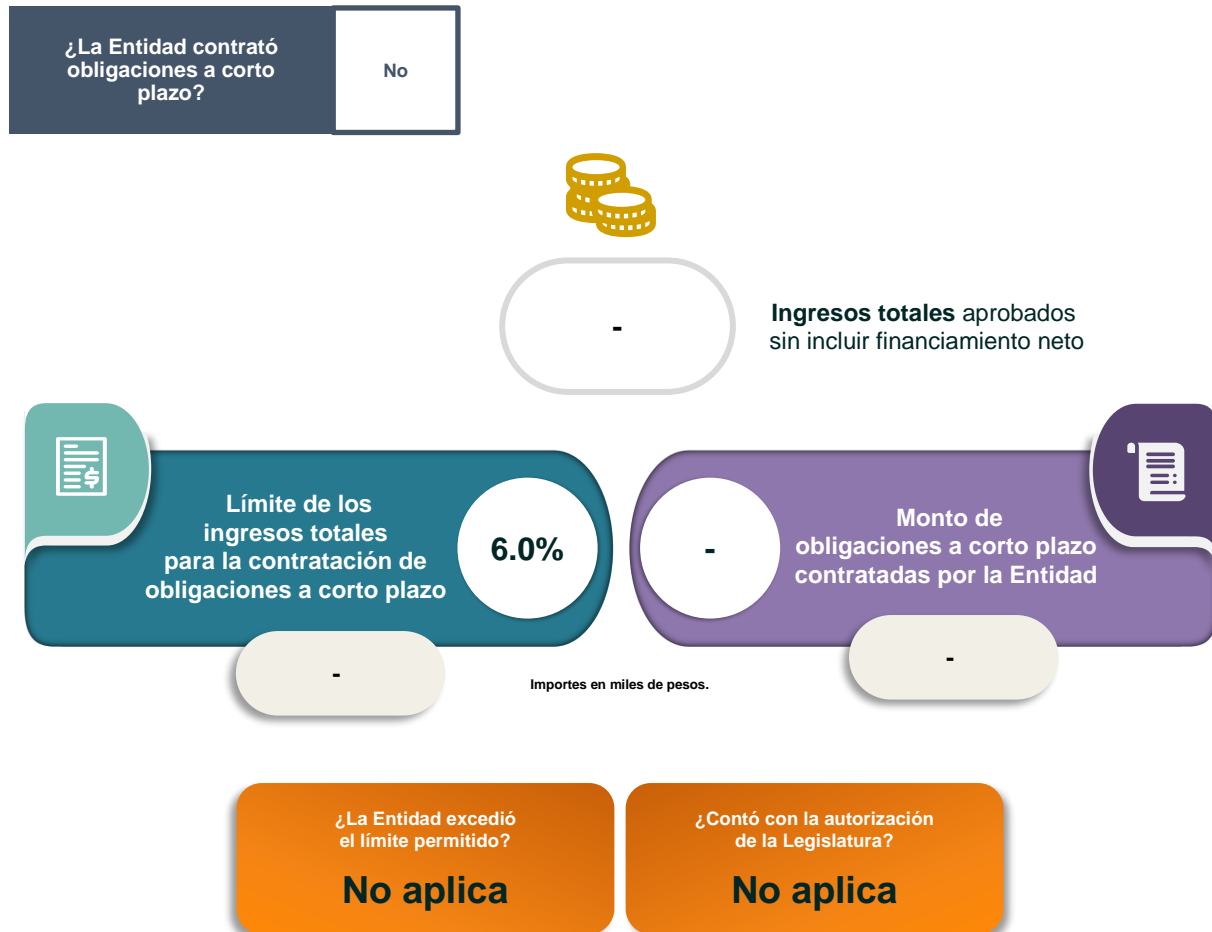 ¿La Entidad contrató
obligaciones a corto
plazo?
No
-
Ingresos totales aprobados
sin incluir financiamiento neto
Límite de los
ingresos totales
para la contratación de
obligaciones a corto plazo
6.0%
-
-
Monto de
obligaciones a corto plazo
contratadas por la Entidad
-
Importes en miles de pesos.
¿La Entidad excedió
el límite permitido?
No aplica
¿Contó con la autorización
de la Legislatura?
No aplica